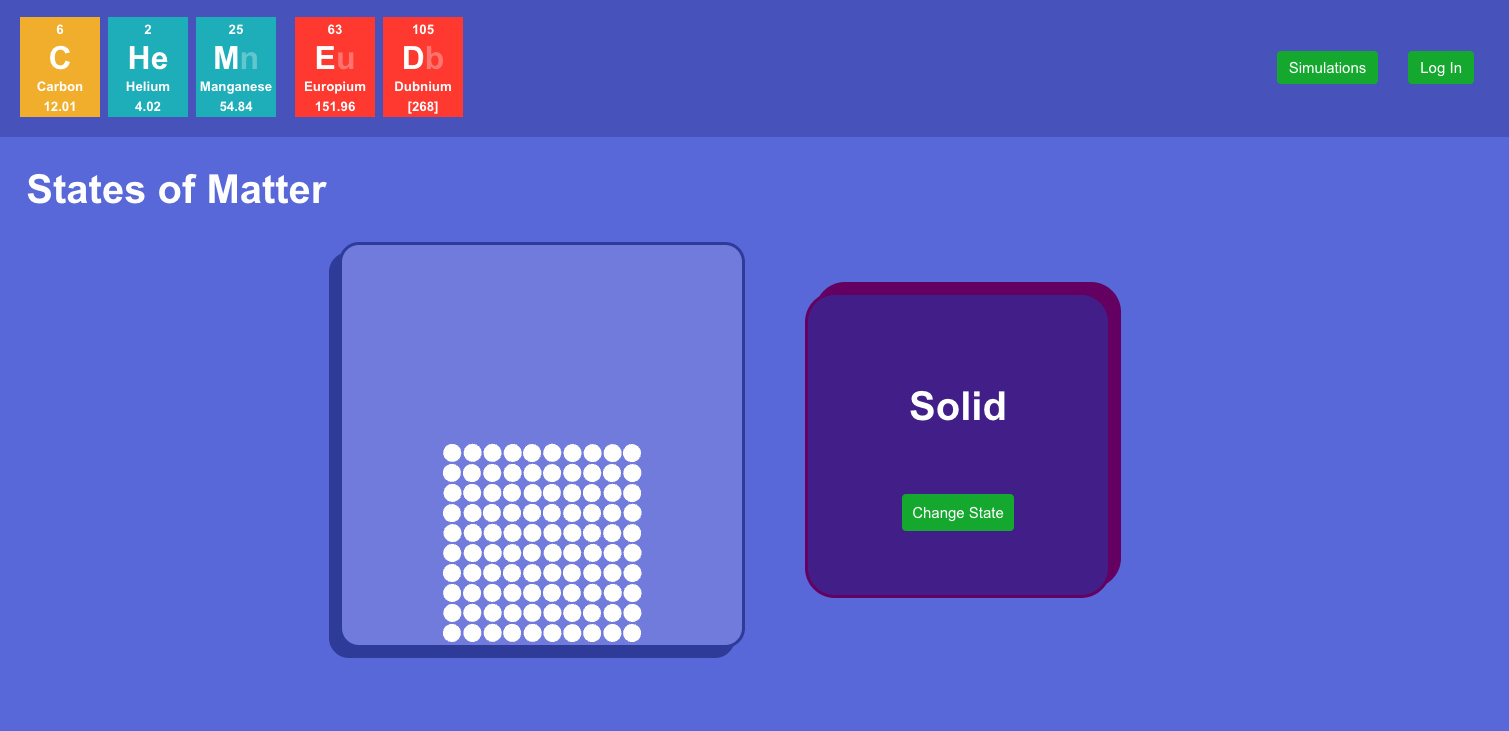 6
C
Carbon
12.01
2
He
Helium
4.02
25
Mn
Manganese
54.84
63
Eu
Europium
151.96
105
Db
Dubnium
[268]
Simulations
Log In
States of Matter
Solid
Change State